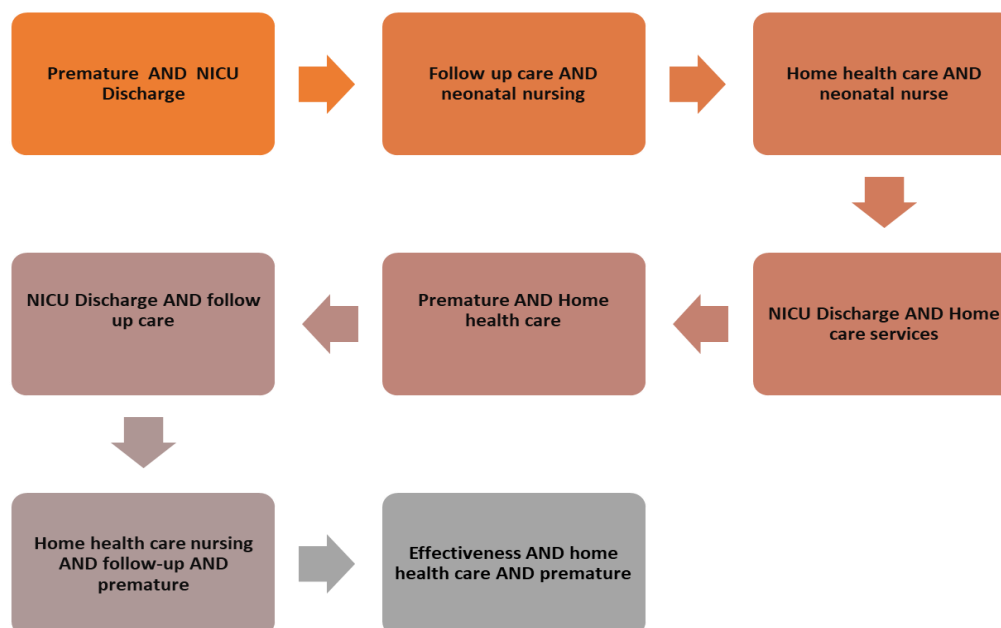 Premature AND NICU
Discharge
Follow up care AND
neonatal nursing
Home health care AND
neonatal nurse
NICU Discharge AND Home
care services
Premature AND Home
health care
NICU Discharge AND follow
up care
Home health care nursing
AND follow-up AND
premature
Effectiveness AND home
health care AND premature